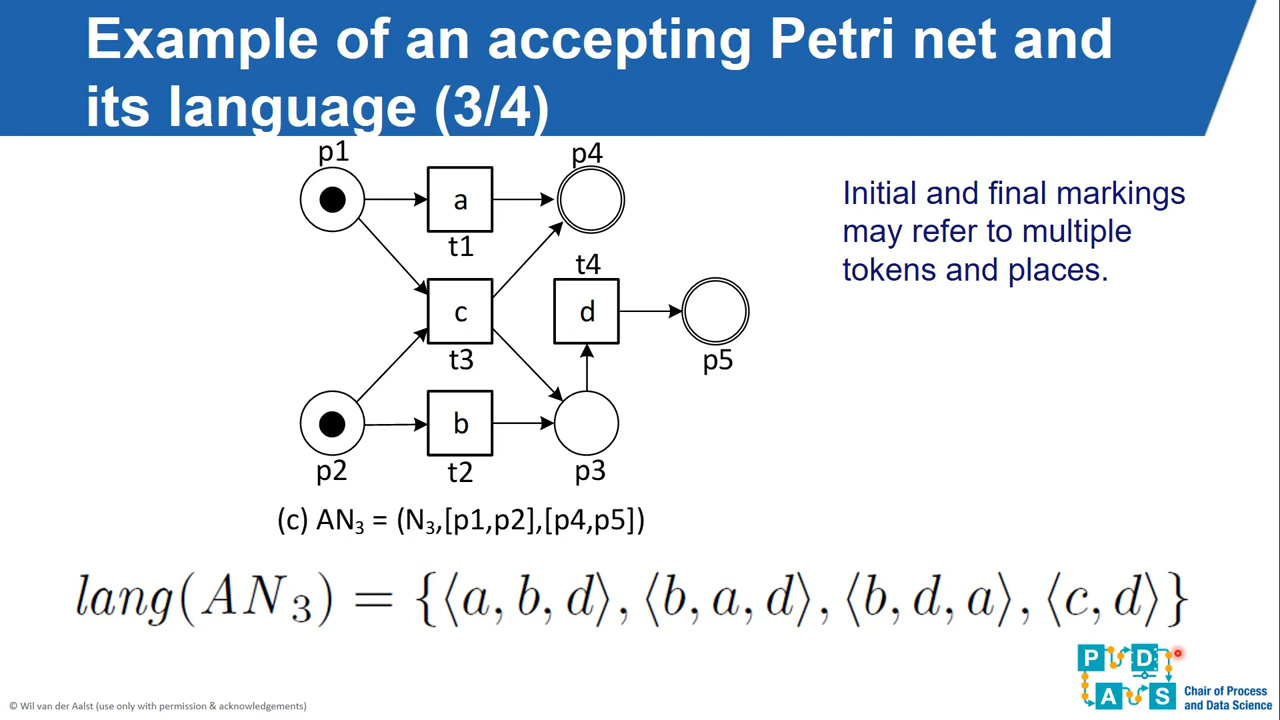 Example of an accepting Petri net and
its language (3/4)
p1
p4
a
t1
Initial and final markings
may refer to multiple
tokens and places.
t4
c
d
t3
p5
b
p2
t2
p3
(c) AN₃ = (N₃,[p1,p2],[p4,p5])
lang(AN₃) = {⟨a, b, d⟩, ⟨b, a, d⟩, ⟨b, d, a⟩, ⟨c, d⟩}
P D
A S
Chair of Process
and Data Science
© Wil van der Aalst (use only with permission & acknowledgements)